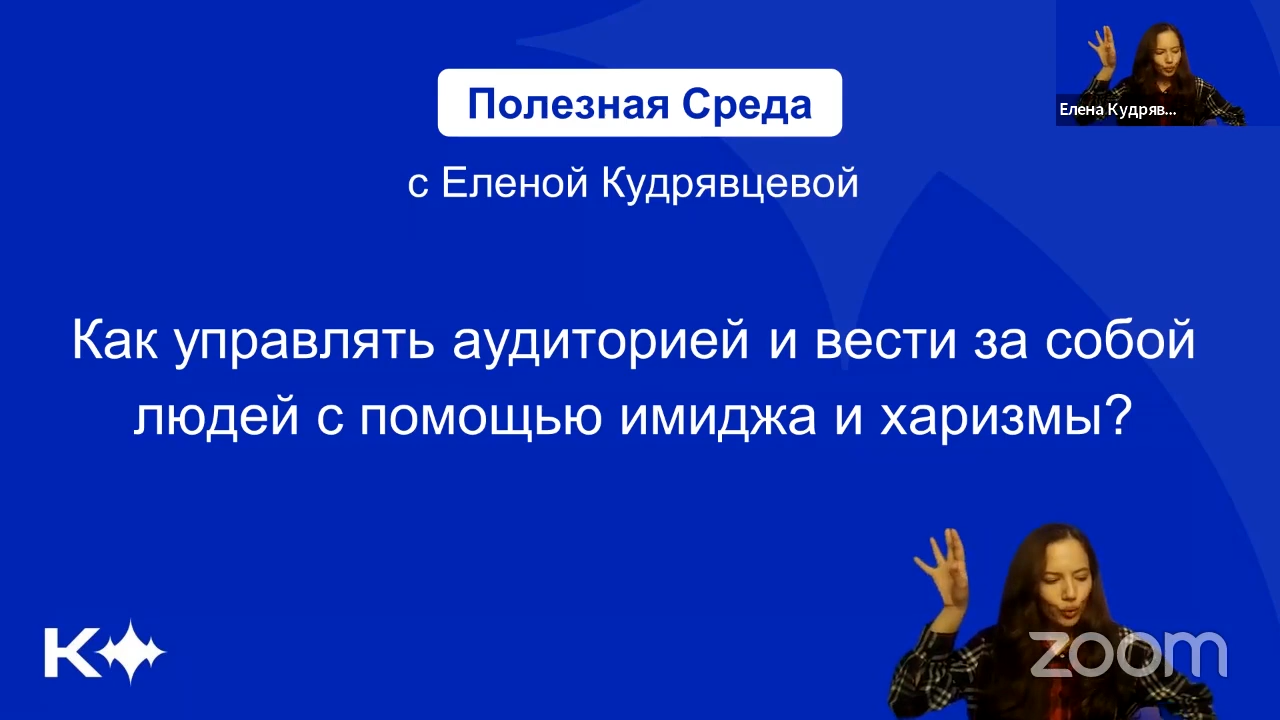 Полезная Среда
Елена Кудряв...
с Еленой Кудрявцевой
Как управлять аудиторией и вести за собой
людей с помощью имиджа и харизмы?
К
zoom